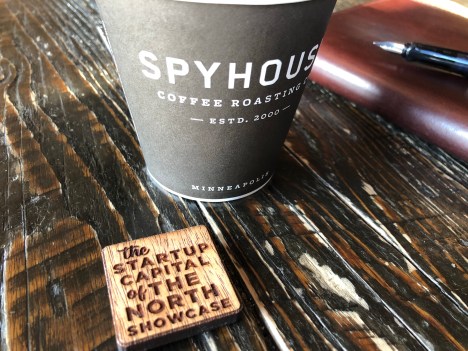 SPYHOUS
COFFEE ROASTING
— ESTD. 2000 —
MINNEAPOLIS
the
STARTUP
CAPITAL
of THE
NORTH
SHOWCASE